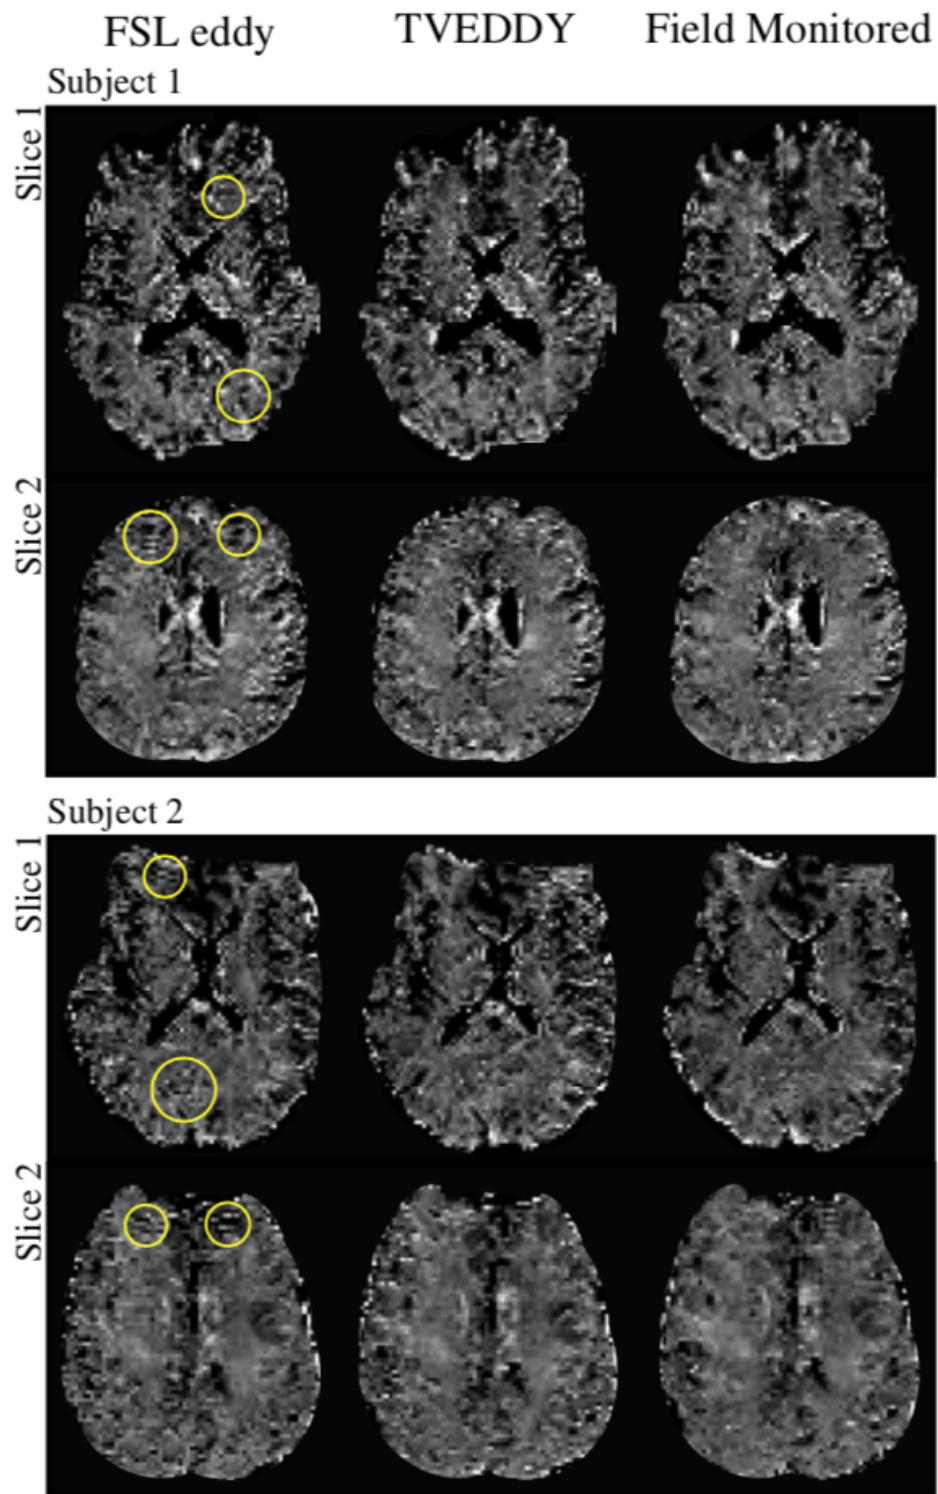 FSL eddy TVEDDY Field Monitored
Subject 1
Slice 1
Slice 2
Subject 2
Slice 1
Slice 2